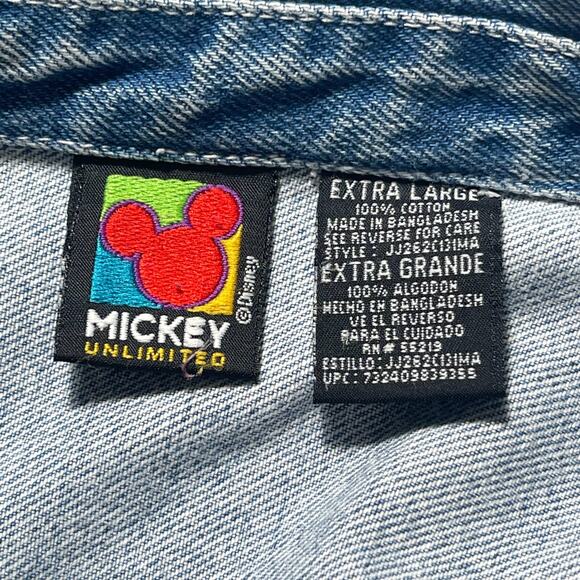 MICKEY
UNLIMITED
©Disney
EXTRA LARGE
100% COTTON
MADE IN BANGLADESH
SEE REVERSE FOR CARE
STYLE : JJ262C131MA
EXTRA GRANDE
100% ALGODON
HECHO EN BANGLADESH
VE EL REVERSO
PARA EL CUIDADO
RN# 55219
ESTILLO: JJ262C131MA
UPC: 732409839355